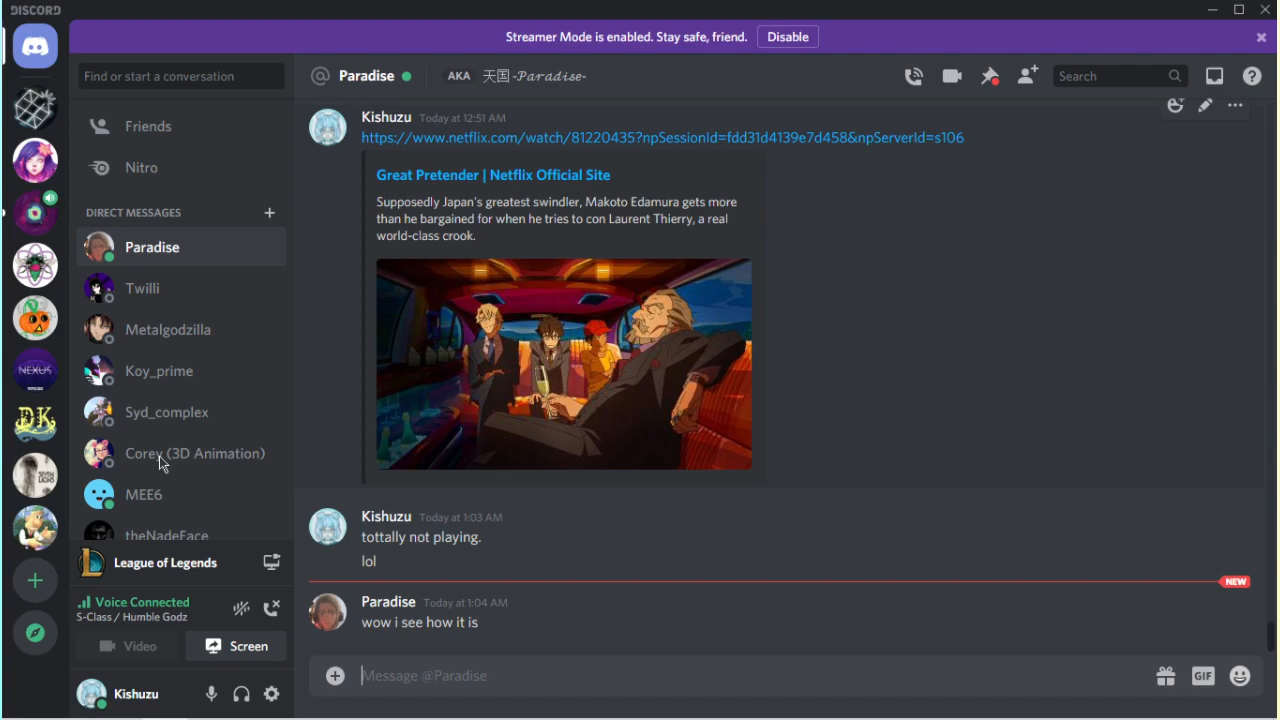 DISCORD
Streamer Mode is enabled. Stay safe, friend.
Disable
Find or start a conversation
Paradise
AKA
天国 -𝓟𝓪𝓻𝓪𝓭𝓲𝓼𝓮-
Search
Friends
Nitro
DIRECT MESSAGES
Paradise
Twilli
Metalgodzilla
Koy_prime
Syd_complex
Corey (3D Animation)
MEE6
theNadeFace
NEXUS
DK
League of Legends
Voice Connected
S-Class / Humble Godz
Video
Screen
Kishuzu
Kishuzu Today at 12:51 AM
https://www.netflix.com/watch/81220435?npSessionId=fdd31d4139e7d458&npServerId=s106
Great Pretender | Netflix Official Site
Supposedly Japan's greatest swindler, Makoto Edamura gets more
than he bargained for when he tries to con Laurent Thierry, a real
world-class crook.
Kishuzu Today at 1:03 AM
tottally not playing.
lol
NEW
Paradise Today at 1:04 AM
wow i see how it is
Message @Paradise
GIF